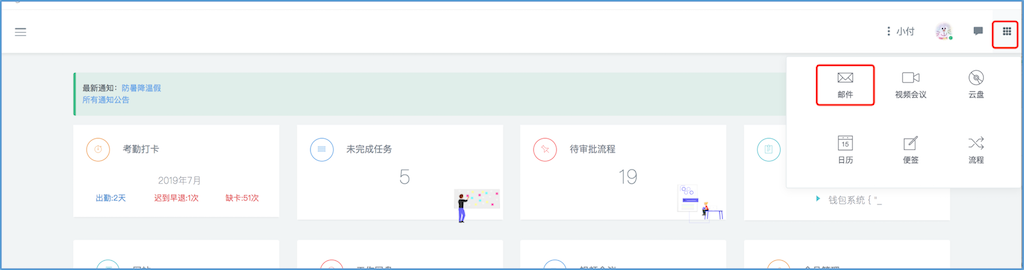 小付
最新通知：防暑降温假
所有通知公告
邮件
视频会议
云盘
日历
15
便签
流程
考勤打卡
2019年7月
出勤:2天
迟到早退:1次
缺卡:51次
未完成任务
5
待审批流程
19
钱包系统 { "_